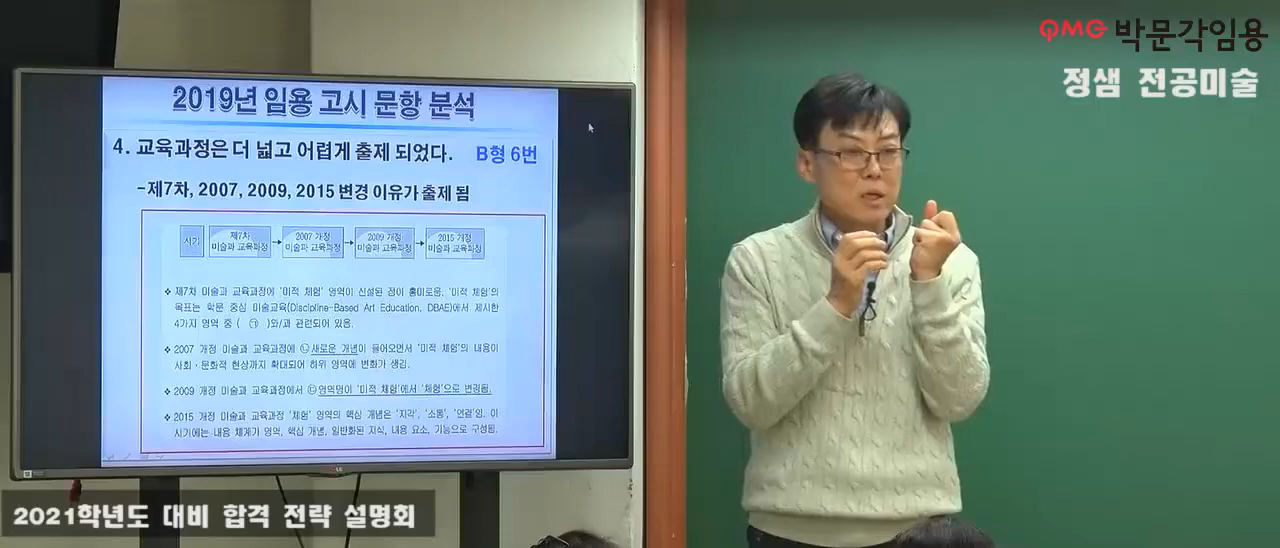 PMG 박문각임용
정샘 전공미술
2019년 임용 고시 문항 분석
4. 교육과정은 더 넓고 어렵게 출제 되었다. B형 6번
-제7차, 2007, 2009, 2015 변경 이유가 출제 됨
시기 제7차 미술과 교육과정 → 2007 개정 미술과 교육과정 → 2009 개정 미술과 교육과정 → 2015 개정 미술과 교육과정
❖ 제7차 미술과 교육과정에 '미적 체험' 영역이 신설된 점이 흥미로움. '미적 체험'의
목표는 학문 중심 미술교육(Discipline-Based Art Education, DBAE)에서 제시한
4가지 영역 중 ( ㉠ )와/과 관련되어 있음.
❖ 2007 개정 미술과 교육과정에 ㉡새로운 개념이 들어오면서 '미적 체험'의 내용이
사회·문화적 현상까지 확대되어 하위 영역에 변화가 생김.
❖ 2009 개정 미술과 교육과정에서 ㉢영역명이 '미적 체험'에서 '체험'으로 변경됨.
❖ 2015 개정 미술과 교육과정 '체험' 영역의 핵심 개념은 '지각', '소통', '연결'임. 이
시기에는 내용 체계가 영역, 핵심 개념, 일반화된 지식, 내용 요소, 기능으로 구성됨.
LG
2021학년도 대비 합격 전략 설명회